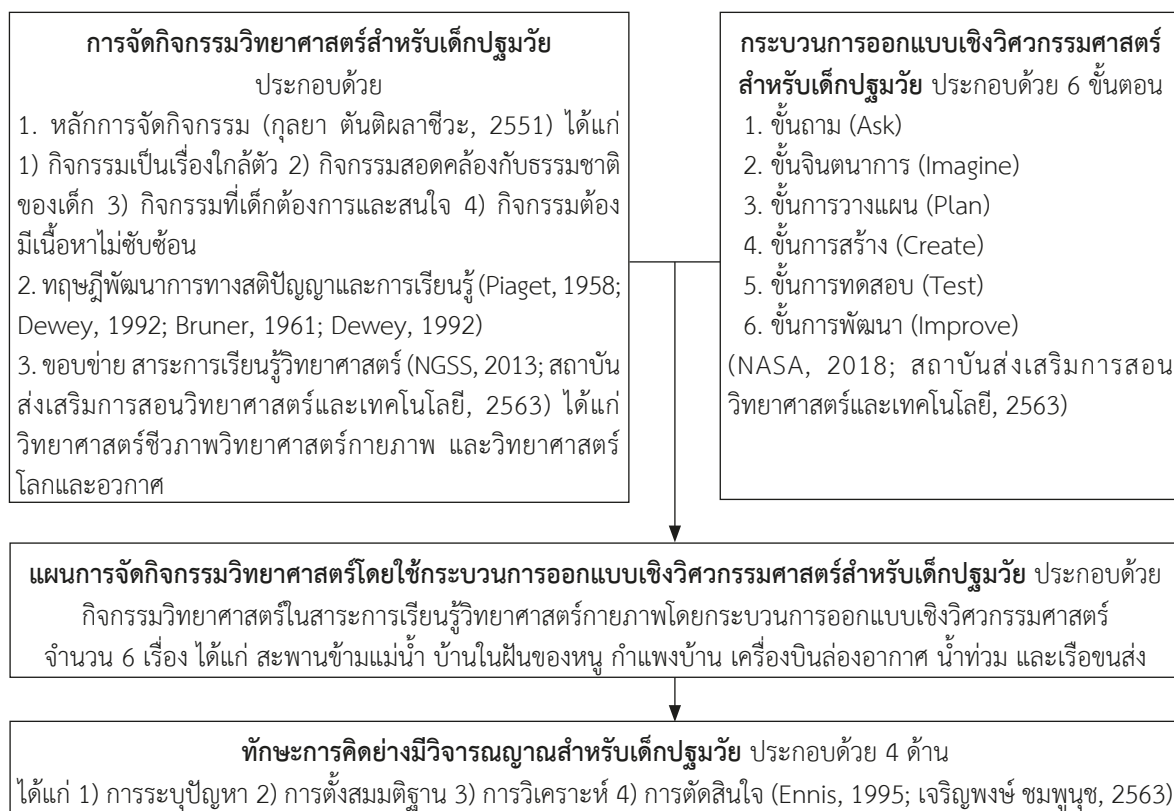 การจัดกิจกรรมวิทยาศาสตร์สำหรับเด็กปฐมวัย
ประกอบด้วย
1. หลักการจัดกิจกรรม (กุลยา ตันติผลาชีวะ, 2551) ได้แก่
1) กิจกรรมเป็นเรื่องใกล้ตัว 2) กิจกรรมสอดคล้องกับธรรมชาติ
ของเด็ก 3) กิจกรรมที่เด็กต้องการและสนใจ 4) กิจกรรมต้อง
มีเนื้อหาไม่ซับซ้อน
2. ทฤษฎีพัฒนาการทางสติปัญญาและการเรียนรู้ (Piaget, 1958;
Dewey, 1992; Bruner, 1961; Dewey, 1992)
3. ขอบข่าย สาระการเรียนรู้วิทยาศาสตร์ (NGSS, 2013; สถาบัน
ส่งเสริมการสอนวิทยาศาสตร์และเทคโนโลยี, 2563) ได้แก่
วิทยาศาสตร์ชีวภาพวิทยาศาสตร์กายภาพ และวิทยาศาสตร์
โลกและอวกาศ
กระบวนการออกแบบเชิงวิศวกรรมศาสตร์
สำหรับเด็กปฐมวัย ประกอบด้วย 6 ขั้นตอน
1. ขั้นถาม (Ask)
2. ขั้นจินตนาการ (Imagine)
3. ขั้นการวางแผน (Plan)
4. ขั้นการสร้าง (Create)
5. ขั้นการทดสอบ (Test)
6. ขั้นการพัฒนา (Improve)
(NASA, 2018; สถาบันส่งเสริมการสอน
วิทยาศาสตร์และเทคโนโลยี, 2563)
แผนการจัดกิจกรรมวิทยาศาสตร์โดยใช้กระบวนการออกแบบเชิงวิศวกรรมศาสตร์สำหรับเด็กปฐมวัย ประกอบด้วย
กิจกรรมวิทยาศาสตร์ในสาระการเรียนรู้วิทยาศาสตร์กายภาพโดยกระบวนการออกแบบเชิงวิศวกรรมศาสตร์
จำนวน 6 เรื่อง ได้แก่ สะพานข้ามแม่น้ำ บ้านในฝันของหนู กำแพงบ้าน เครื่องบินล่องอากาศ น้ำท่วม และเรือขนส่ง
ทักษะการคิดย่างมีวิจารณญาณสำหรับเด็กปฐมวัย ประกอบด้วย 4 ด้าน
ได้แก่ 1) การระบุปัญหา 2) การตั้งสมมติฐาน 3) การวิเคราะห์ 4) การตัดสินใจ (Ennis, 1995; เจริญพงษ์ ชมพูนุช, 2563)